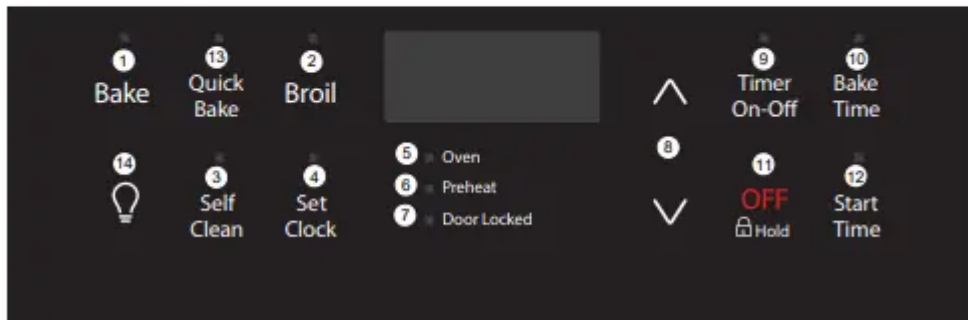 1
Bake
13
Quick
Bake
2
Broil
9
Timer
On-Off
10
Bake
Time
14
3
Self
Clean
4
Set
Clock
5 Oven
6 Preheat
7 Door Locked
8
11
OFF
Hold
12
Start
Time